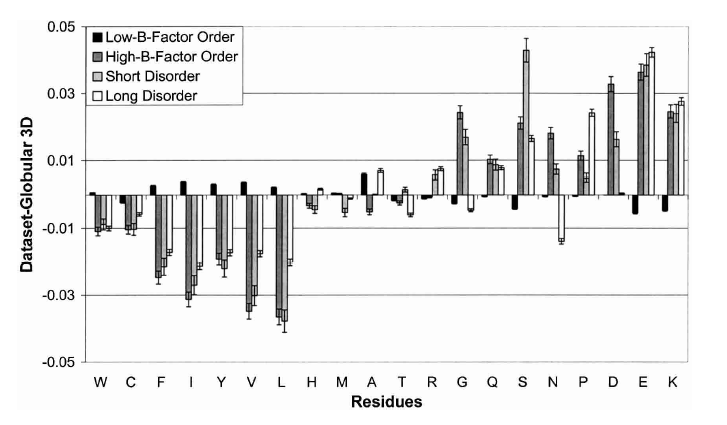 0.05
Low-B-Factor Order
High-B-Factor Order
Short Disorder
Long Disorder
0.03
0.01
-0.01
-0.03
-0.05
Dataset-Globular 3D
W C F I Y V L H M A T R G Q S N P D E K
Residues